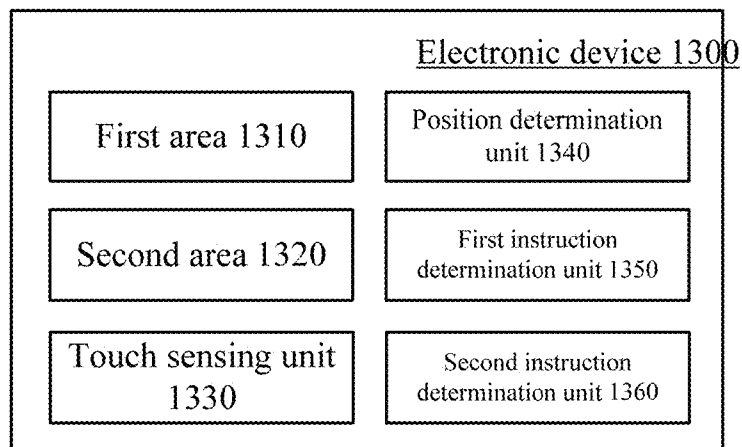 Electronic device 1300
First area 1310
Position determination
unit 1340
Second area 1320
First instruction
determination unit 1350
Touch sensing unit
1330
Second instruction
determination unit 1360